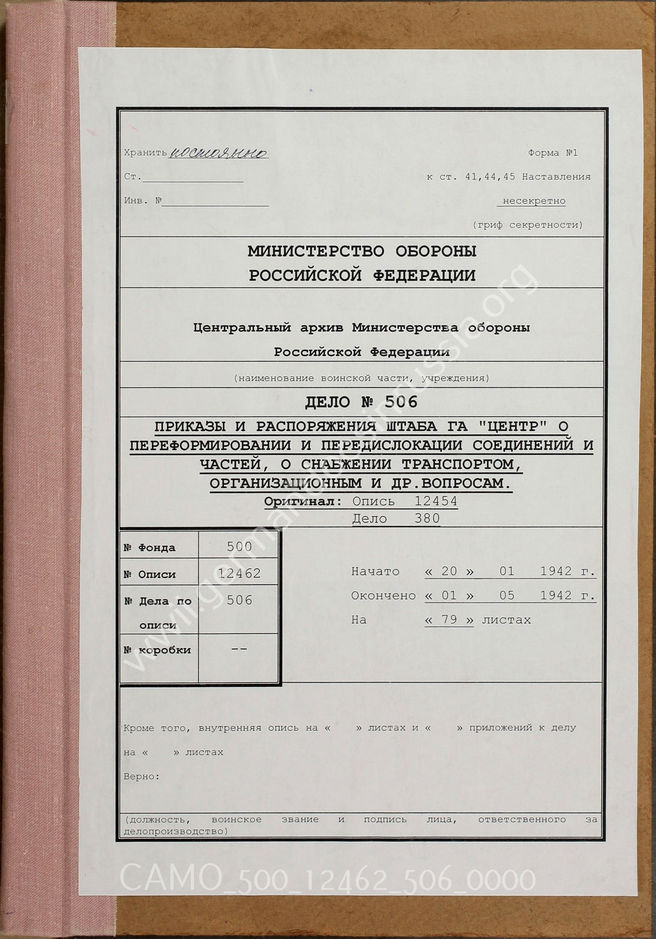 Хранить постоянно
Форма №1
Ст.
к ст. 41,44,45 Наставления
Инв. №
несекретно
(гриф секретности)
МИНИСТЕРСТВО ОБОРОНЫ
РОССИЙСКОЙ ФЕДЕРАЦИИ
Центральный архив Министерства обороны
Российской Федерации
(наименование воинской части, учреждения)
ДЕЛО № 506
ПРИКАЗЫ И РАСПОРЯЖЕНИЯ ШТАБА ГА "ЦЕНТР" О
ПЕРЕФОРМИРОВАНИИ И ПЕРЕДИСЛОКАЦИИ СОЕДИНЕНИЙ И
ЧАСТЕЙ, О СНАБЖЕНИИ ТРАНСПОРТОМ,
ОРГАНИЗАЦИОННЫМ И ДР.ВОПРОСАМ.
Оригинал: Опись 12454
Дело 380
№ Фонда 500
№ Описи 12462
№ Дела по описи 506
№ коробки --
Начато « 20 » 01 1942 г.
Окончено « 01 » 05 1942 г.
На « 79 » листах
Кроме того, внутренняя опись на « » листах и « » приложений к делу
на « » листах
Верно:
(должность, воинское звание и подпись лица, ответственного за
делопроизводство)
www.germandocsinrussia.org
CAMO_500_12462_506_0000